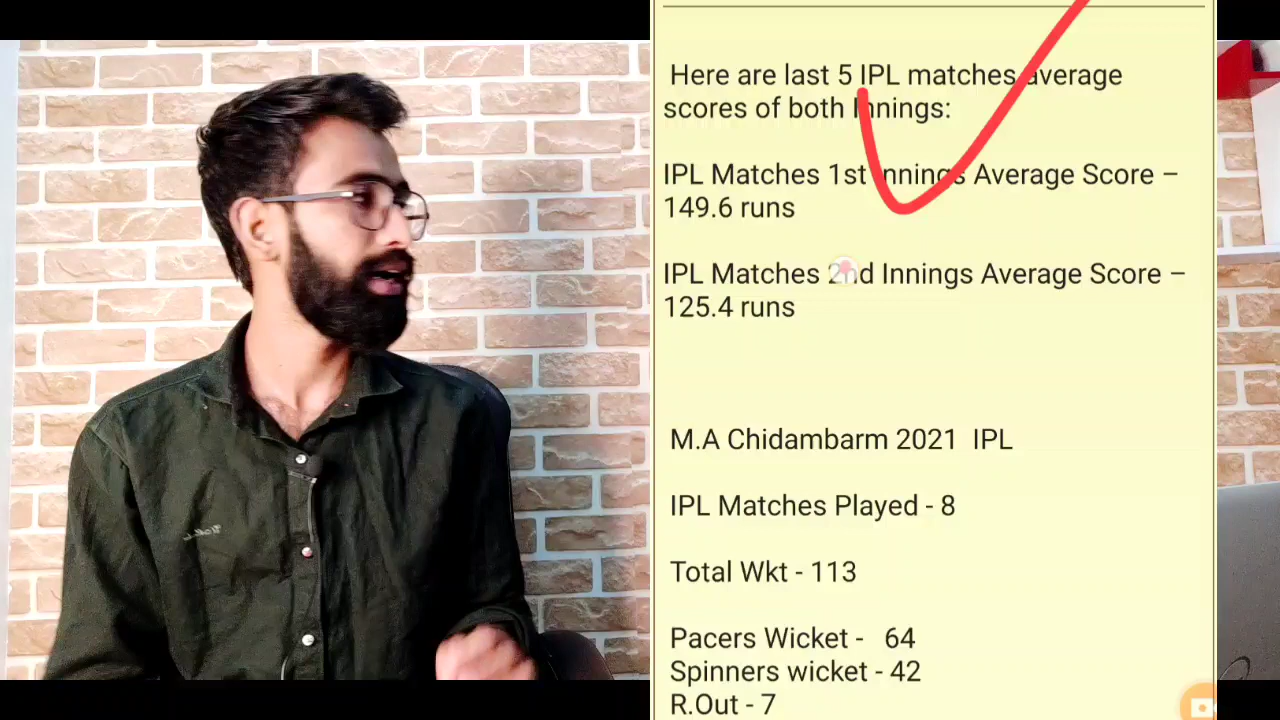 Here are last 5 IPL matches average
scores of both Innings:
IPL Matches 1st Innings Average Score –
149.6 runs
IPL Matches 2nd Innings Average Score –
125.4 runs
M.A Chidambarm 2021 IPL
IPL Matches Played - 8
Total Wkt - 113
Pacers Wicket - 64
Spinners wicket - 42
R.Out - 7